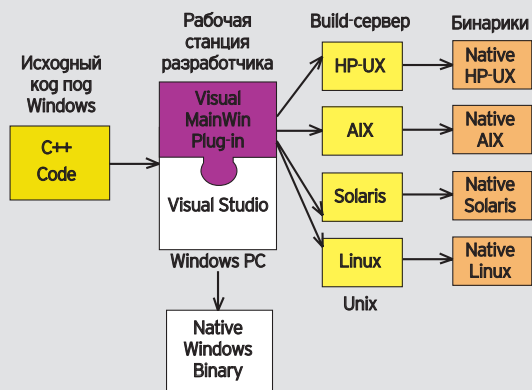 Исходный
код под
Windows
C++
Code
Рабочая
станция
разработчика
Visual
MainWin
Plug-in
Visual Studio
Windows PC
Native
Windows
Binary
Build-сервер
HP-UX
AIX
Solaris
Linux
Unix
Бинарики
Native
HP-UX
Native
AIX
Native
Solaris
Native
Linux